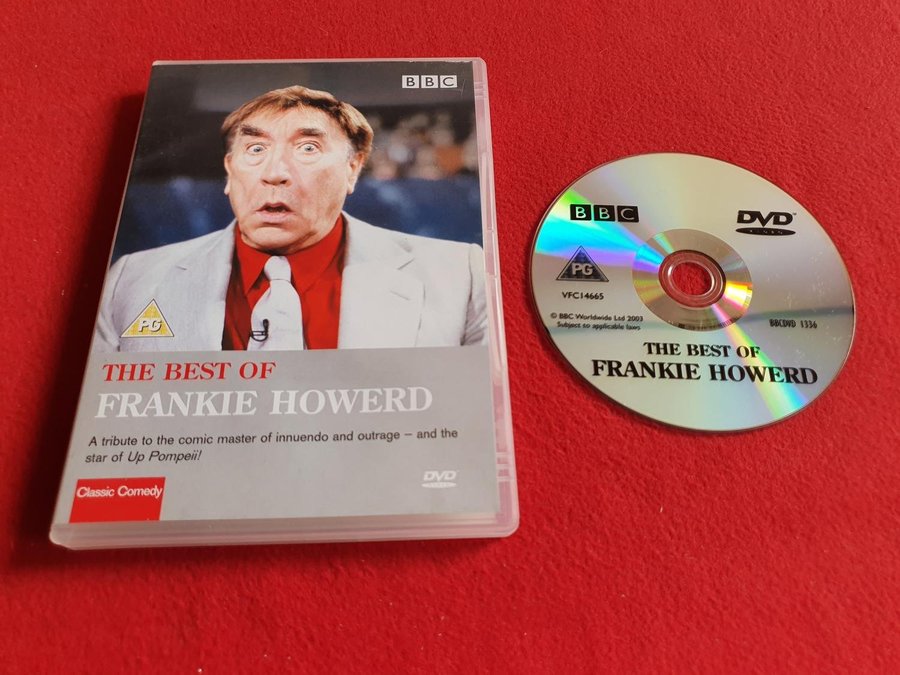 BBC
PG
THE BEST OF
FRANKIE HOWERD
A tribute to the comic master of innuendo and outrage – and the
star of Up Pompeii!
Classic Comedy
DVD
BBC
DVD
PG
VFC14665
© BBC Worldwide Ltd 2003
Subject to applicable laws
BBCDVD 1336
THE BEST OF
FRANKIE HOWERD